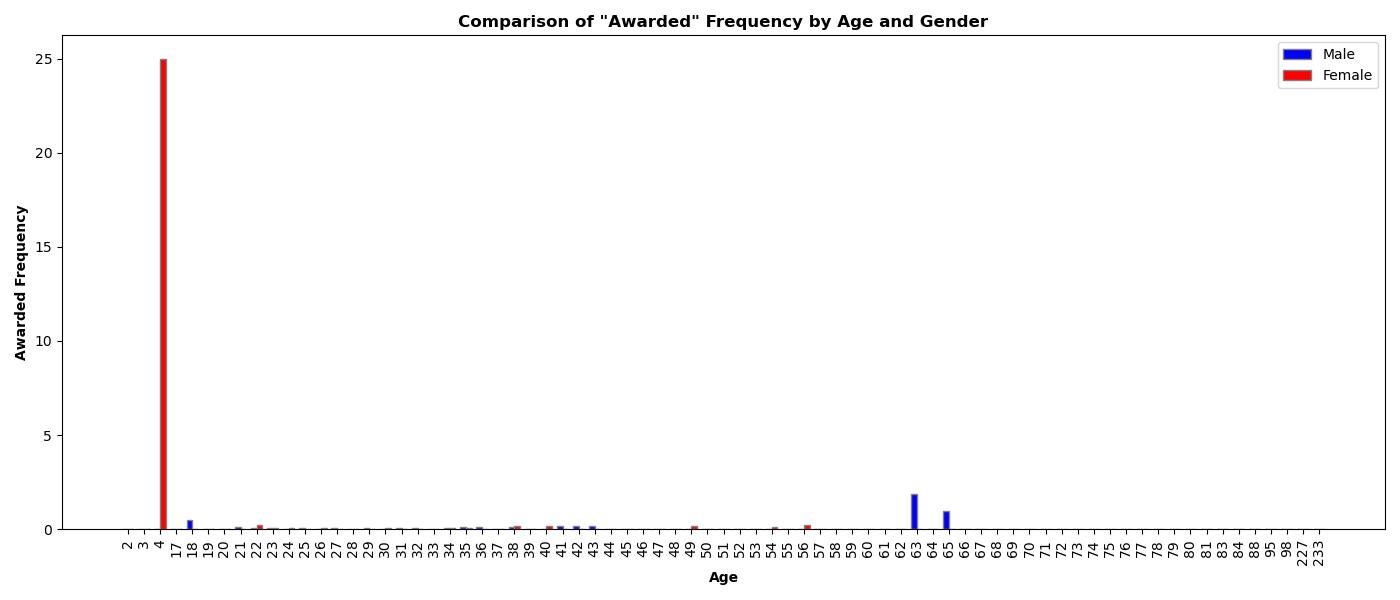 Comparison of "Awarded" Frequency by Age and Gender
Male
Female
Awarded Frequency
25
20
15
10
5
0
2 3 4 17 18 19 20 21 22 23 24 25 26 27 28 29 30 31 32 33 34 35 36 37 38 39 40 41 42 43 44 45 46 47 48 49 50 51 52 53 54 55 56 57 58 59 60 61 62 63 64 65 66 67 68 69 70 71 72 73 74 75 76 77 78 79 80 81 83 84 88 95 98 227 233
Age